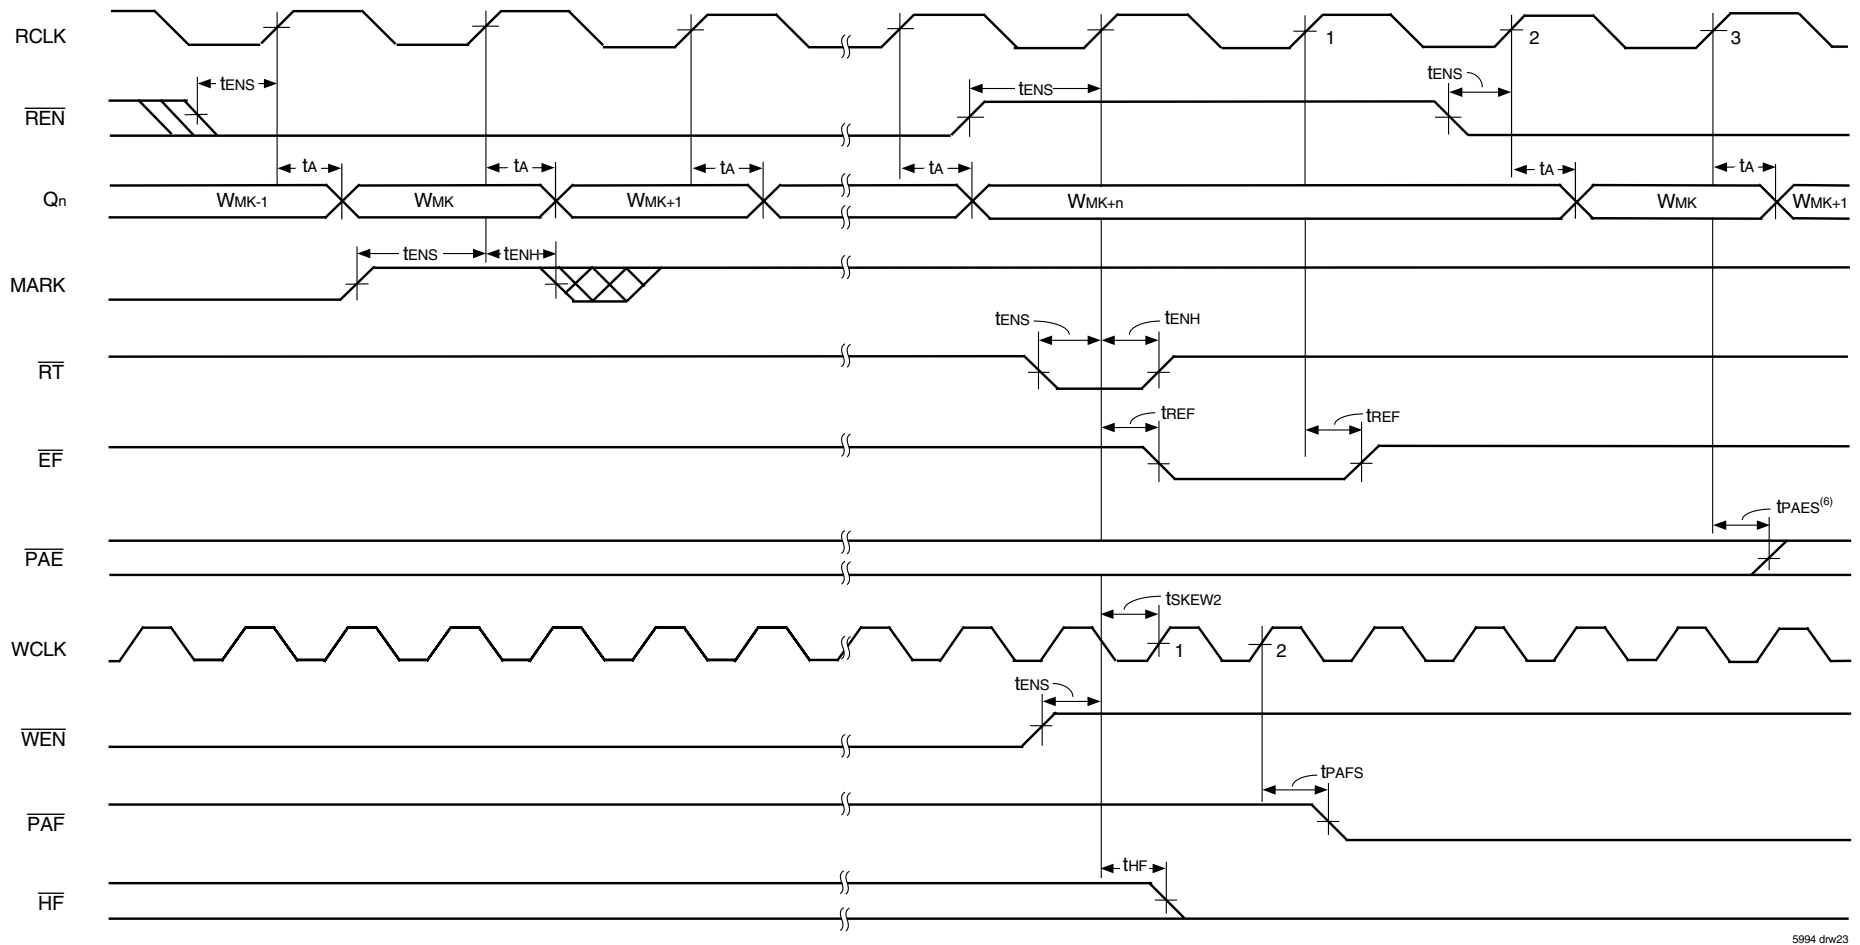 RCLK
1
2
3
tENS
tENS
tENS
REN
tA
tA
tA
tA
tA
tA
Qn
WMK-1
WMK
WMK+1
WMK+n
WMK
WMK+1
tENS
tENH
MARK
tENS
tENH
RT
tREF
tREF
EF
tPAES(6)
PAE
tSKEW2
WCLK
1
2
tENS
WEN
tPAFS
PAF
tHF
HF
5994 drw23